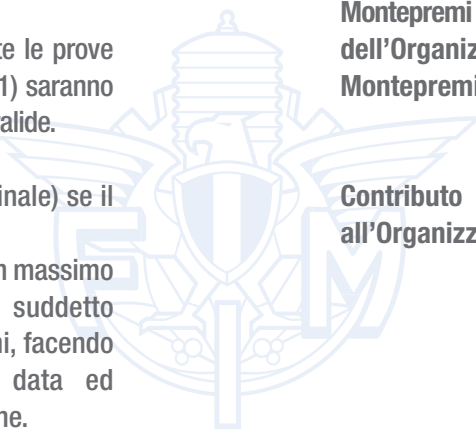 te le prove
1) saranno
alide.
inale) se il
n massimo
suddetto
ni, facendo
data ed
ne.
Montepremi
dell'Organiz
Montepremi
Contributo
all'Organizz
F M